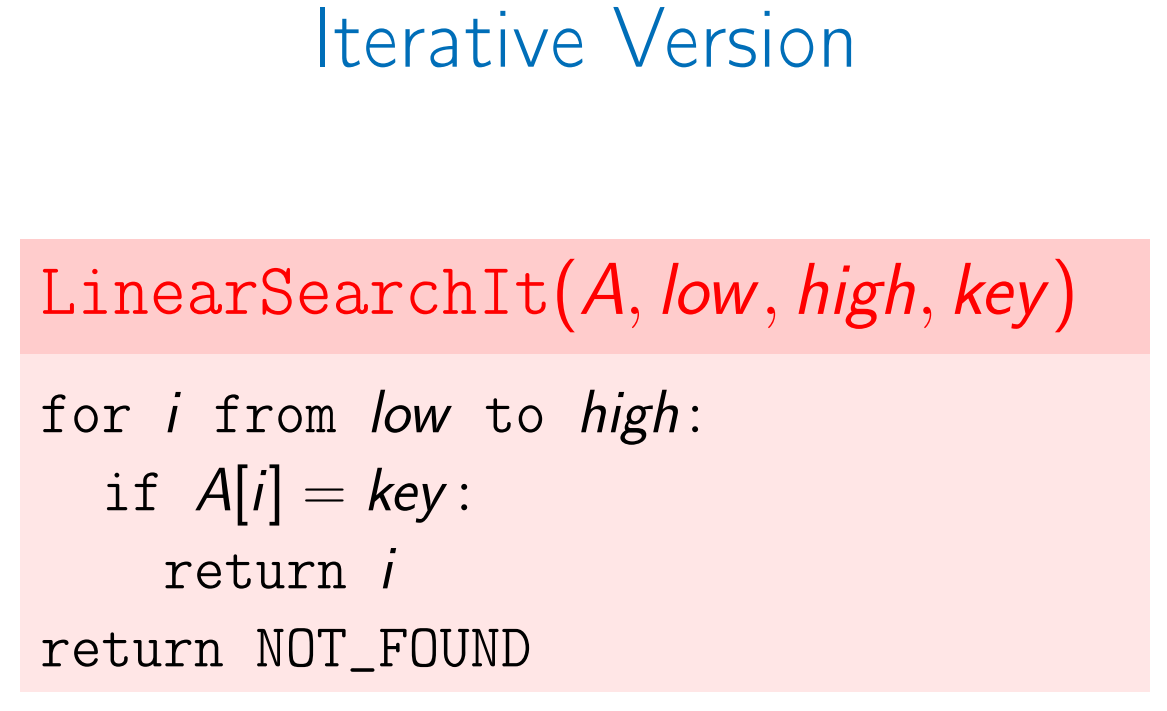 Iterative Version
LinearSearchIt(A, low, high, key)
for i from low to high:
if A[i] = key:
return i
return NOT_FOUND